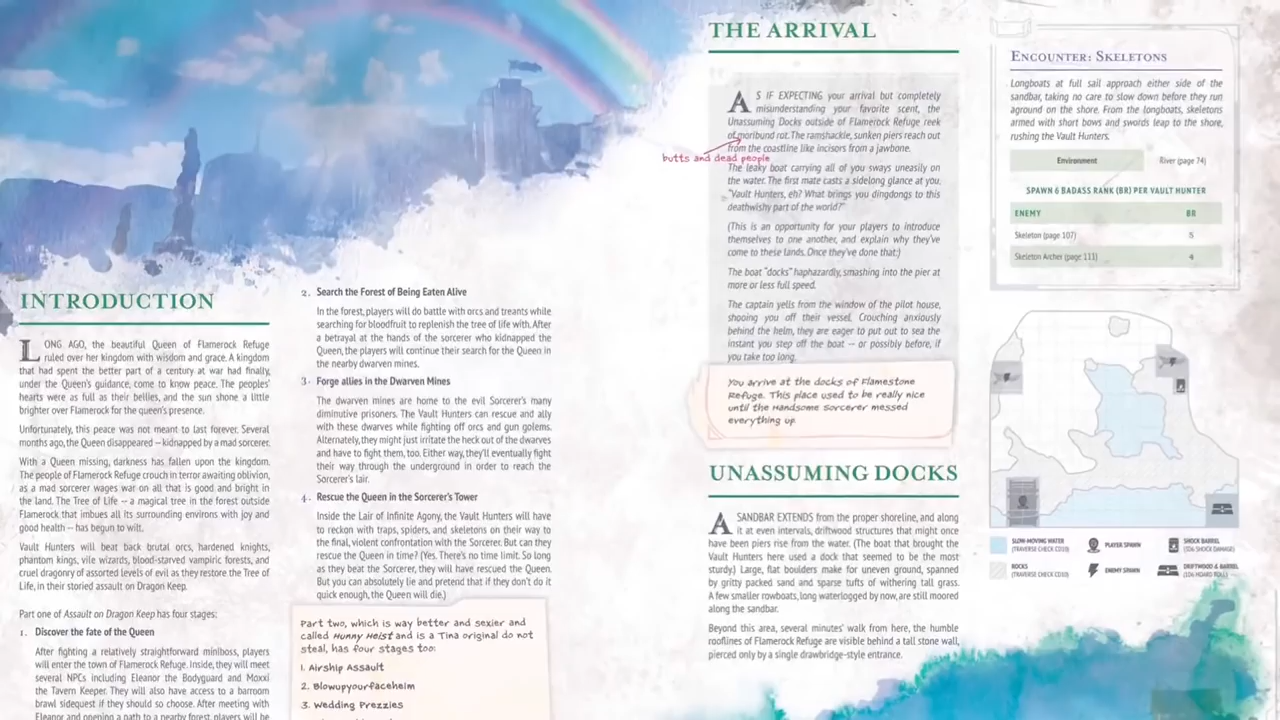 INTRODUCTION
LONG AGO, the beautiful Queen of Flamerock Refuge
ruled over her kingdom with wisdom and grace. A kingdom
that had spent the better part of a century at war had finally,
under the Queen's guidance, come to know peace. The peoples'
hearts were as full as their bellies, and the sun shone a little
brighter over Flamerock for the queen's presence.
Unfortunately, this peace was not meant to last forever. Several
months ago, the Queen disappeared — kidnapped by a mad sorcerer.
With a Queen missing, darkness has fallen upon the kingdom.
The people of Flamerock Refuge crouch in terror awaiting oblivion,
as a mad sorcerer wages war on all that is good and bright in
the land. The Tree of Life — a magical tree in the forest outside
Flamerock that imbues all its surrounding environs with joy and
good health — has begun to wilt.
Vault Hunters will beat back brutal orcs, hardened knights,
phantom kings, vile wizards, blood-starved vampiric forests, and
cruel dragonry of assorted levels of evil as they restore the Tree of
Life, in their storied assault on Dragon Keep.
Part one of Assault on Dragon Keep has four stages:
1. Discover the fate of the Queen
After fighting a relatively straightforward miniboss, players
will enter the town of Flamerock Refuge. Inside, they will meet
several NPCs including Eleanor the Bodyguard and Moxxi
the Tavern Keeper. They will also have access to a barroom
brawl sidequest if they should so choose. After meeting with
Eleanor and opening a path to a nearby forest, players will be
2. Search the Forest of Being Eaten Alive
In the forest, players will do battle with orcs and treants while
searching for bloodfruit to replenish the tree of life with. After
a betrayal at the hands of the sorcerer who kidnapped the
Queen, the players will continue their search for the Queen in
the nearby dwarven mines.
3. Forge allies in the Dwarven Mines
The dwarven mines are home to the evil Sorcerer's many
diminutive prisoners. The Vault Hunters can rescue and ally
with these dwarves while fighting off orcs and gun golems.
Alternately, they might just irritate the heck out of the dwarves
and have to fight them, too. Either way, they'll eventually fight
their way through the underground in order to reach the
Sorcerer's lair.
4. Rescue the Queen in the Sorcerer's Tower
Inside the Lair of Infinite Agony, the Vault Hunters will have
to reckon with traps, spiders, and skeletons on their way to
the final, violent confrontation with the Sorcerer. But can they
rescue the Queen in time? (Yes. There's no time limit. So long
as they beat the Sorcerer, they will have rescued the Queen.
But you can absolutely lie and pretend that if they don't do it
quick enough, the Queen will die.)
Part two, which is way better and sexier and
called Hunny Heist and is a Tina original do not
steal, has four stages too:
1. Airship Assault
2. Blowupyourfacehelm
3. Wedding Prezzies
THE ARRIVAL
AS IF EXPECTING your arrival but completely
misunderstanding your favorite scent, the
Unassuming Docks outside of Flamerock Refuge reek
of moribund rot. The ramshackle, sunken piers reach out
from the coastline like incisors from a jawbone.
butts and dead people
The leaky boat carrying all of you sways uneasily on
the water. The first mate casts a sidelong glance at you.
"Vault Hunters, eh? What brings you dingdongs to this
deathwishy part of the world?"
(This is an opportunity for your players to introduce
themselves to one another, and explain why they've
come to these lands. Once they've done that:)
The boat "docks" haphazardly, smashing into the pier at
more or less full speed.
The captain yells from the window of the pilot house,
shooing you off their vessel. Crouching anxiously
behind the helm, they are eager to put out to sea the
instant you step off the boat — or possibly before, if
you take too long.
You arrive at the docks of Flamestone
Refuge. This place used to be really nice
until the Handsome Sorcerer messed
everything up.
UNASSUMING DOCKS
A SANDBAR EXTENDS from the proper shoreline, and along
it at even intervals, driftwood structures that might once
have been piers rise from the water. (The boat that brought the
Vault Hunters here used a dock that seemed to be the most
sturdy.) Large, flat boulders make for uneven ground, spanned
by gritty packed sand and sparse tufts of withering tall grass.
A few smaller rowboats, long waterlogged by now, are still moored
along the sandbar.
Beyond this area, several minutes' walk from here, the humble
rooflines of Flamerock Refuge are visible behind a tall stone wall,
pierced only by a single drawbridge-style entrance.
ENCOUNTER: SKELETONS
Longboats at full sail approach either side of the
sandbar, taking no care to slow down before they run
aground on the shore. From the longboats, skeletons
armed with short bows and swords leap to the shore,
rushing the Vault Hunters.
Environment River (page 74)
SPAWN 6 BADASS RANK (BR) PER VAULT HUNTER
ENEMY BR
Skeleton (page 107) 5
Skeleton Archer (page 111) 4
SLOW-MOVING WATER PLAYER SPAWN SHOCK BARREL
(TRAVERSE CHECK CD10) (1D6 SHOCK DAMAGE)
ROCKS ENEMY SPAWN DRIFTWOOD & BARREL
(TRAVERSE CHECK CD10) (1D6 HOARD ROLL)